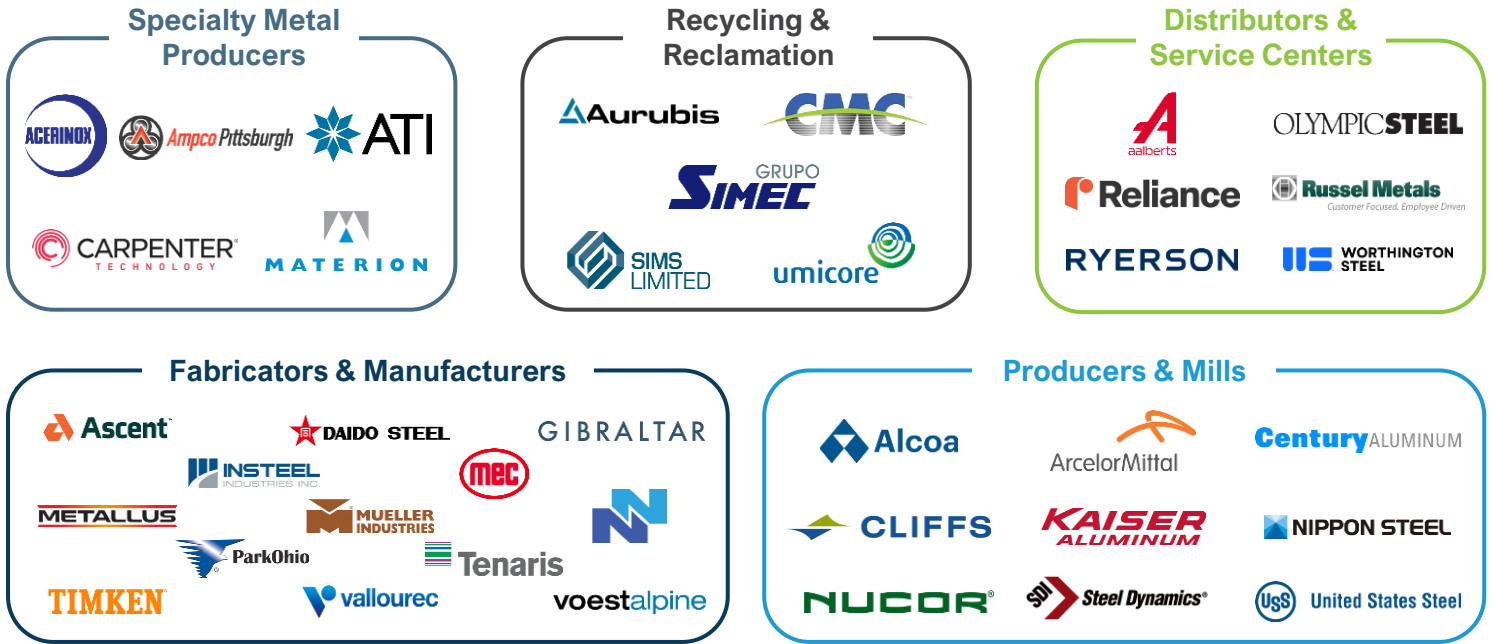 Specialty Metal
Producers
ACERINOX
Ampco Pittsburgh
ATI
CARPENTER®
TECHNOLOGY
MATERION
Recycling &
Reclamation
Aurubis
CMC
GRUPO
SIMEC
SIMS
LIMITED
umicore
Distributors &
Service Centers
aalberts
OLYMPIC STEEL
Reliance
Russel Metals
Customer Focused, Employee Driven
RYERSON
WORTHINGTON
STEEL
Fabricators & Manufacturers
Ascent
DAIDO STEEL
GIBRALTAR
INSTEEL
INDUSTRIES INC.
mec
METALLUS
MUELLER
INDUSTRIES
NN
ParkOhio
Tenaris
TIMKEN
vallourec
voestalpine
Producers & Mills
Alcoa
ArcelorMittal
Century ALUMINUM
CLIFFS
KAISER
ALUMINUM
NIPPON STEEL
NUCOR®
SDI Steel Dynamics®
USS United States Steel